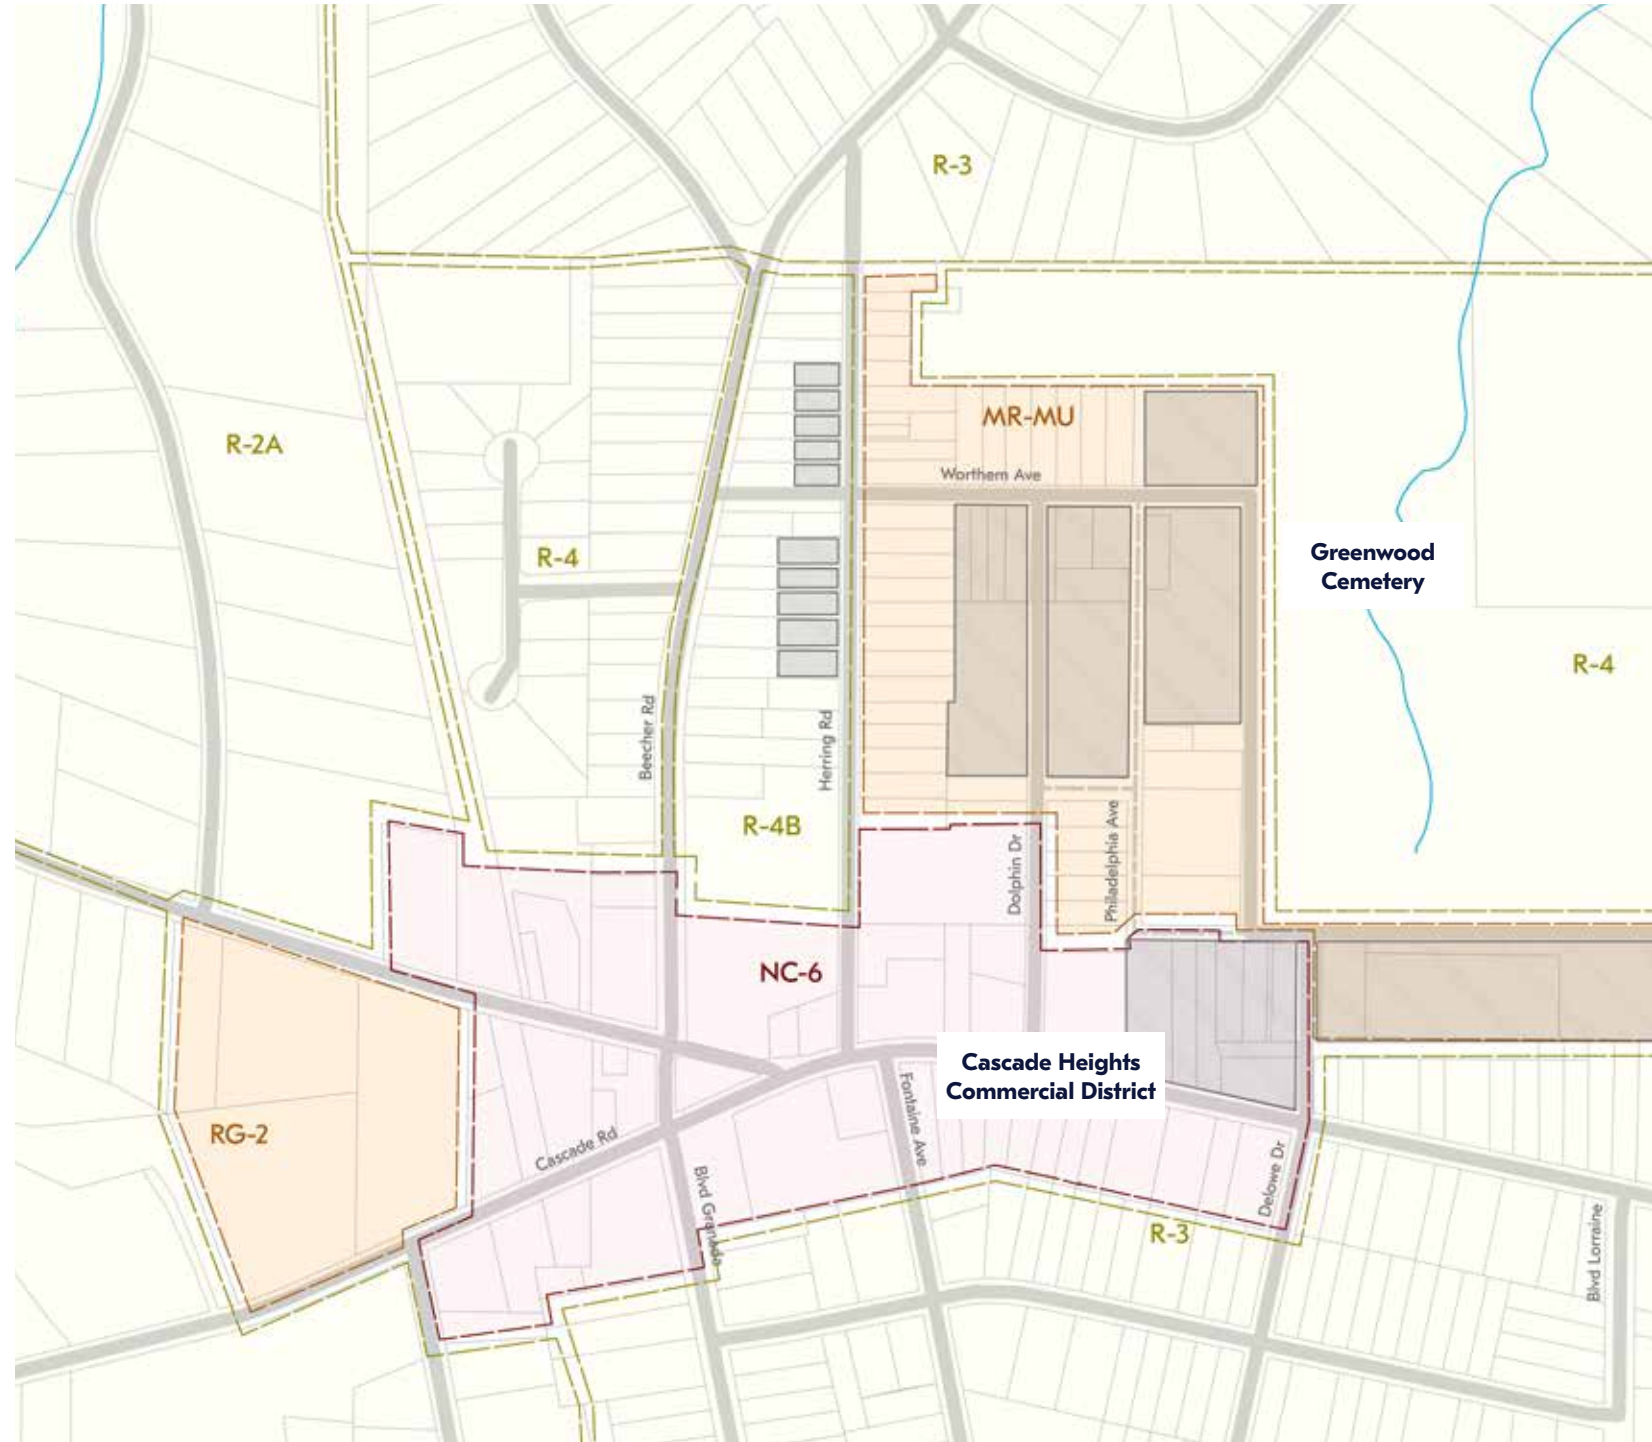 R-3
R-2A
MR-MU
Worthem Ave
R-4
Greenwood
Cemetery
R-4
Beecher Rd
Herring Rd
R-4B
Dolphin Dr
Philadelphia Ave
NC-6
Cascade Heights
Commercial District
RG-2
Cascade Rd
Fontaine Ave
Blvd Granada
Delowe Dr
R-3
Blvd Lorraine